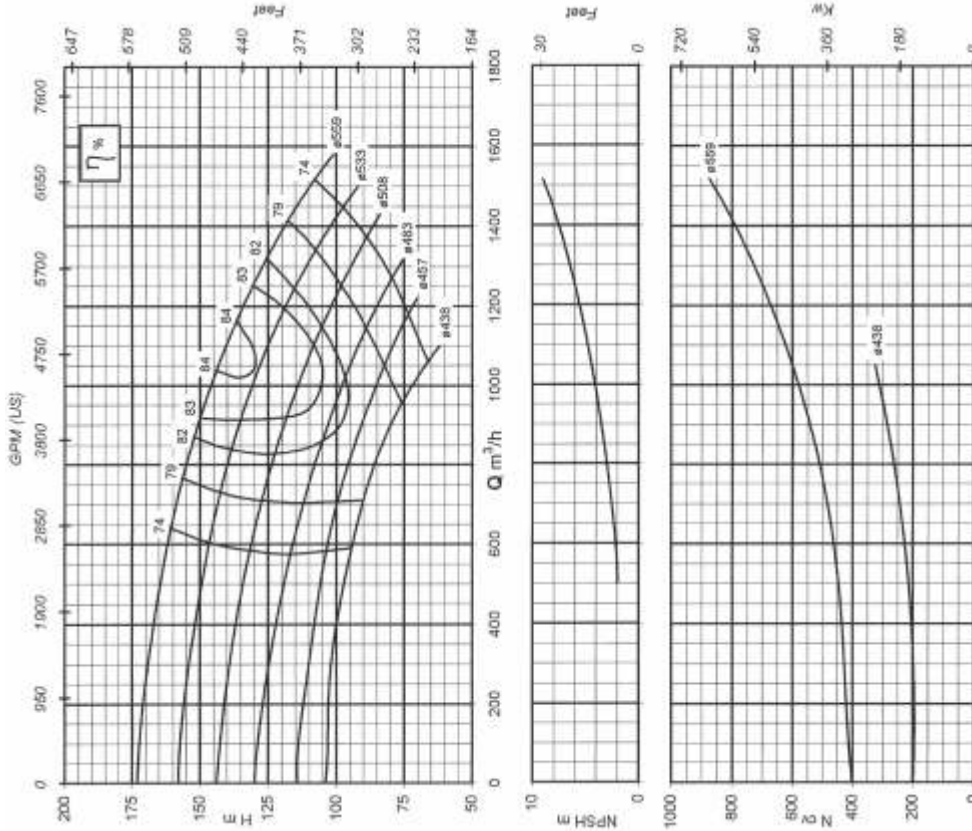 GPM (US)
0 950 1900 2850 3800 4750 5700 6650 7600
200
175
150
H m
125
100
75
50
Feet
647
578
509
440
371
302
233
164
η %
74
79
82
83
84
84
83
82
79
74
ø559
ø533
ø508
ø483
ø457
ø438
0 200 400 600 Q m³/h 1000 1200 1400 1600 1800
10
NPSH m
0
Feet
30
0
1000
800
600
400
N cv
0
Kw
720
540
360
180
0
ø559
ø438